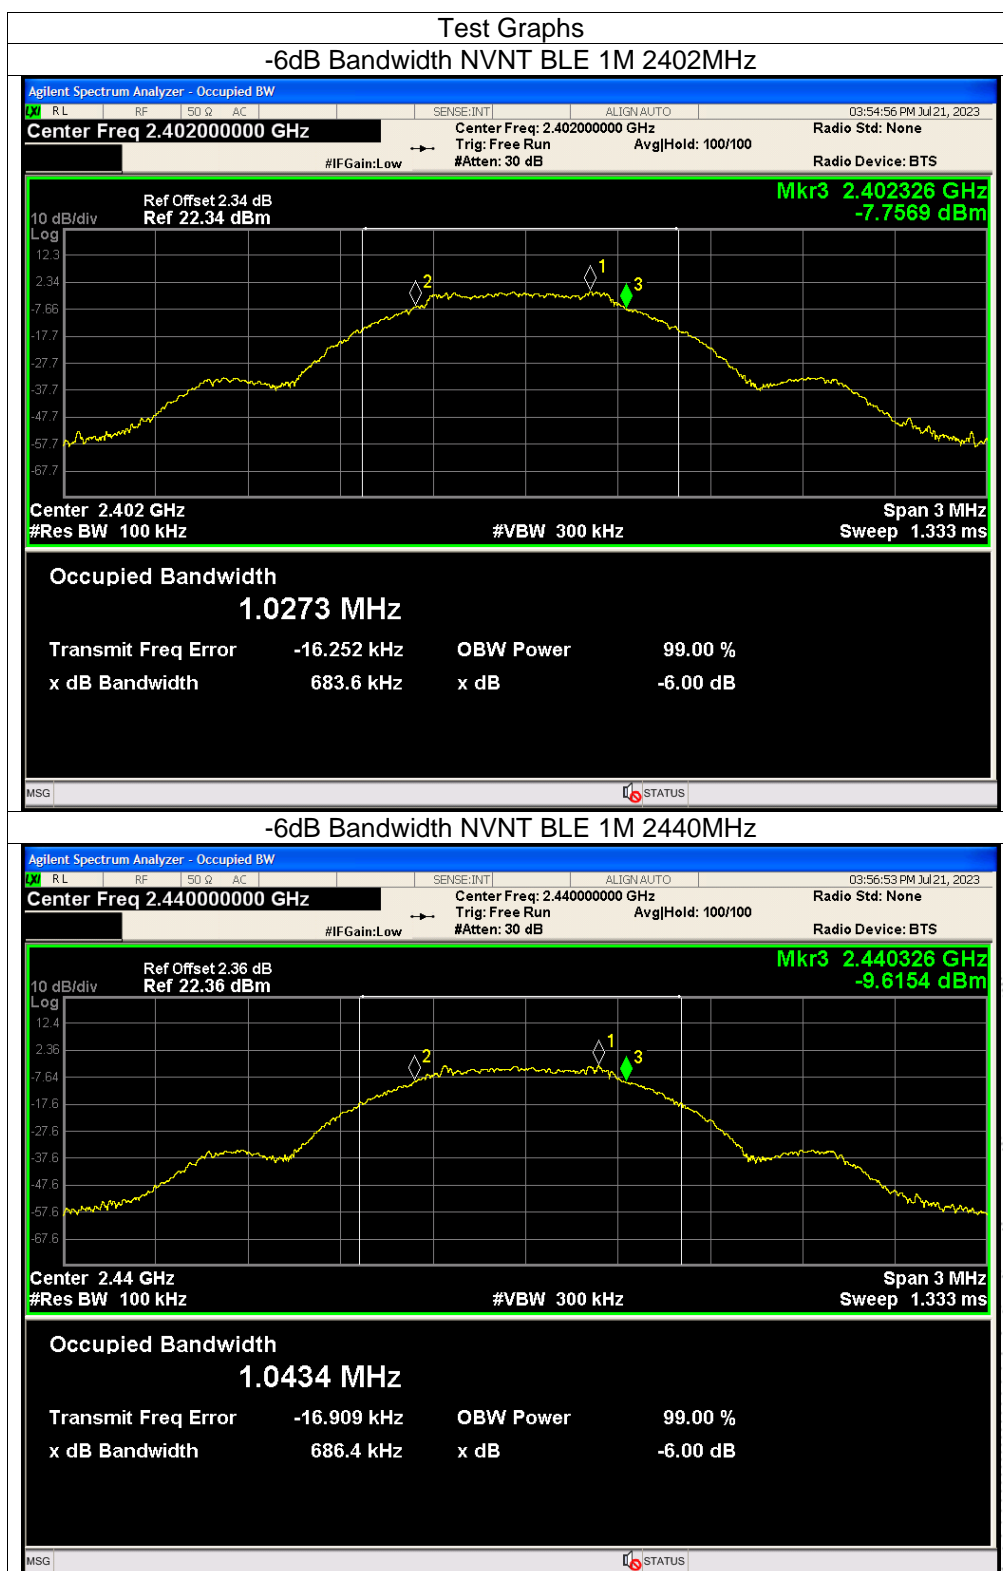 Test Graphs
-6dB Bandwidth NVNT BLE 1M 2402MHz
Agilent Spectrum Analyzer - Occupied BW
LXI RL RF 50 Ω AC SENSE:INT ALIGN AUTO 03:54:56 PM Jul 21, 2023
Center Freq 2.402000000 GHz Center Freq: 2.402000000 GHz Radio Std: None
Trig: Free Run Avg|Hold: 100/100
#IFGain:Low #Atten: 30 dB Radio Device: BTS
Mkr3 2.402326 GHz
Ref Offset 2.34 dB
10 dB/div Ref 22.34 dBm -7.7569 dBm
Log
12.3
2.34
-7.66
-17.7
-27.7
-37.7
-47.7
-57.7
-67.7
2
1
3
Center 2.402 GHz Span 3 MHz
#Res BW 100 kHz #VBW 300 kHz Sweep 1.333 ms
Occupied Bandwidth
1.0273 MHz
Transmit Freq Error -16.252 kHz OBW Power 99.00 %
x dB Bandwidth 683.6 kHz x dB -6.00 dB
MSG STATUS
-6dB Bandwidth NVNT BLE 1M 2440MHz
Agilent Spectrum Analyzer - Occupied BW
LXI RL RF 50 Ω AC SENSE:INT ALIGN AUTO 03:56:53 PM Jul 21, 2023
Center Freq 2.440000000 GHz Center Freq: 2.440000000 GHz Radio Std: None
Trig: Free Run Avg|Hold: 100/100
#IFGain:Low #Atten: 30 dB Radio Device: BTS
Mkr3 2.440326 GHz
Ref Offset 2.36 dB
10 dB/div Ref 22.36 dBm -9.6154 dBm
Log
12.4
2.36
-7.64
-17.6
-27.6
-37.6
-47.6
-57.6
-67.6
2
1
3
Center 2.44 GHz Span 3 MHz
#Res BW 100 kHz #VBW 300 kHz Sweep 1.333 ms
Occupied Bandwidth
1.0434 MHz
Transmit Freq Error -16.909 kHz OBW Power 99.00 %
x dB Bandwidth 686.4 kHz x dB -6.00 dB
MSG STATUS